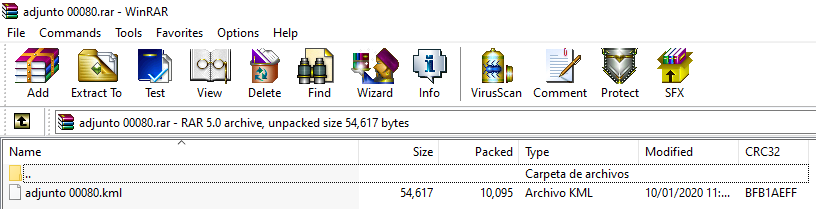 adjunto 00080.rar - WinRAR
File Commands Tools Favorites Options Help
Add Extract To Test View Delete Find Wizard Info VirusScan Comment Protect SFX
adjunto 00080.rar - RAR 5.0 archive, unpacked size 54,617 bytes
Name Size Packed Type Modified CRC32
.. Carpeta de archivos
adjunto 00080.kml 54,617 10,095 Archivo KML 10/01/2020 11:... BFB1AEFF